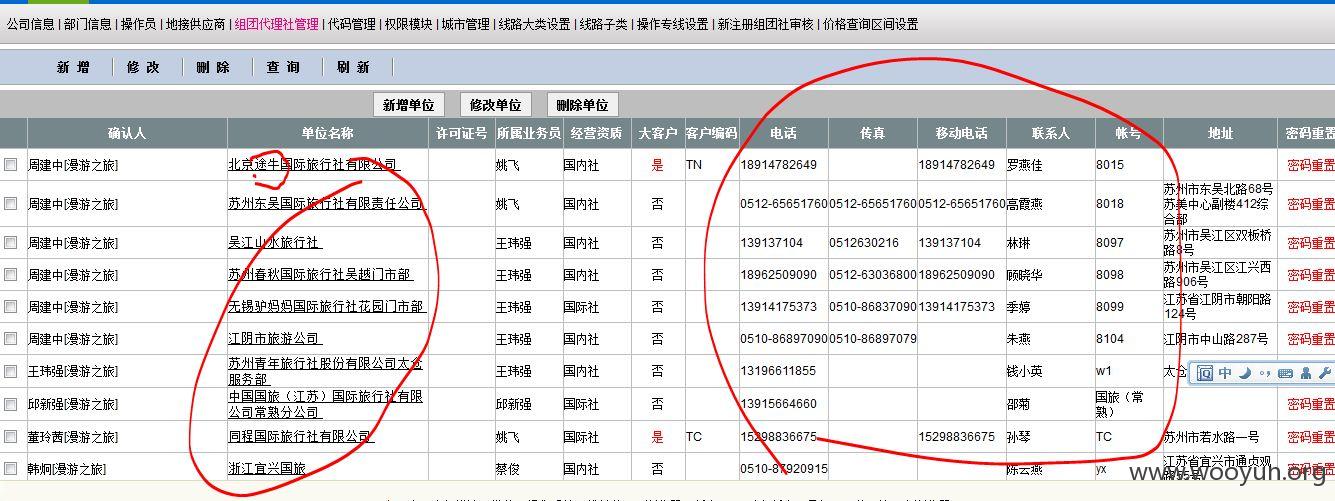 公司信息 | 部门信息 | 操作员 | 地接供应商 | 组团代理社管理 | 代码管理 | 权限模块 | 城市管理 | 线路大类设置 | 线路子类 | 操作专线设置 | 新注册组团社审核 | 价格查询区间设置
新 增 修 改 删 除 查 询 刷 新
新增单位 修改单位 删除单位
确认人 单位名称 许可证号 所属业务员 经营资质 大客户 客户编码 电话 传真 移动电话 联系人 帐号 地址 密码重置
周建中[漫游之旅] 北京途牛国际旅行社有限公司 姚飞 国内社 是 TN 18914782649 18914782649 罗燕佳 8015 密码重置
周建中[漫游之旅] 苏州东吴国际旅行社有限责任公司 姚飞 国内社 否 0512-65651760 0512-65651760 0512-65651760 高霞燕 8018 苏州市东吴北路68号 密码重置
苏美中心副楼412综
合部
周建中[漫游之旅] 吴江山水旅行社 王玮强 国内社 否 139137104 0512630216 139137104 林琳 8097 苏州市吴江区双板桥 密码重置
路8号
周建中[漫游之旅] 苏州春秋国际旅行社吴越门市部 王玮强 国内社 否 18962509090 0512-63036800 18962509090 顾晓华 8098 苏州市吴江区江兴西 密码重置
路906号
周建中[漫游之旅] 无锡驴妈妈国际旅行社花园门市部 王玮强 国际社 否 13914175373 0510-86837090 13914175373 季婷 8099 江苏省江阴市朝阳路 密码重置
124号
周建中[漫游之旅] 江阴市旅游公司 王玮强 国内社 否 0510-86897090 0510-86897079 朱燕 8104 江阴市中山路287号 密码重置
王玮强[漫游之旅] 苏州青年旅行社股份有限公司太仓 王玮强 国内社 否 13196611855 钱小英 w1 太仓
服务部
邱新强[漫游之旅] 中国国旅（江苏）国际旅行社有限 邱新强 国际社 否 13915664660 邵菊 国旅（常 密码重置
公司常熟分公司 熟）
董玲茜[漫游之旅] 同程国际旅行社有限公司 姚飞 国际社 是 TC 15298836675 15298836675 孙琴 TC 苏州市若水路一号 密码重置
韩炯[漫游之旅] 浙江宜兴国旅 蔡俊 国内社 否 0510-87920915 陈云燕 yx 江苏省宜兴市通贞观 密码重置
www.wooyun.org